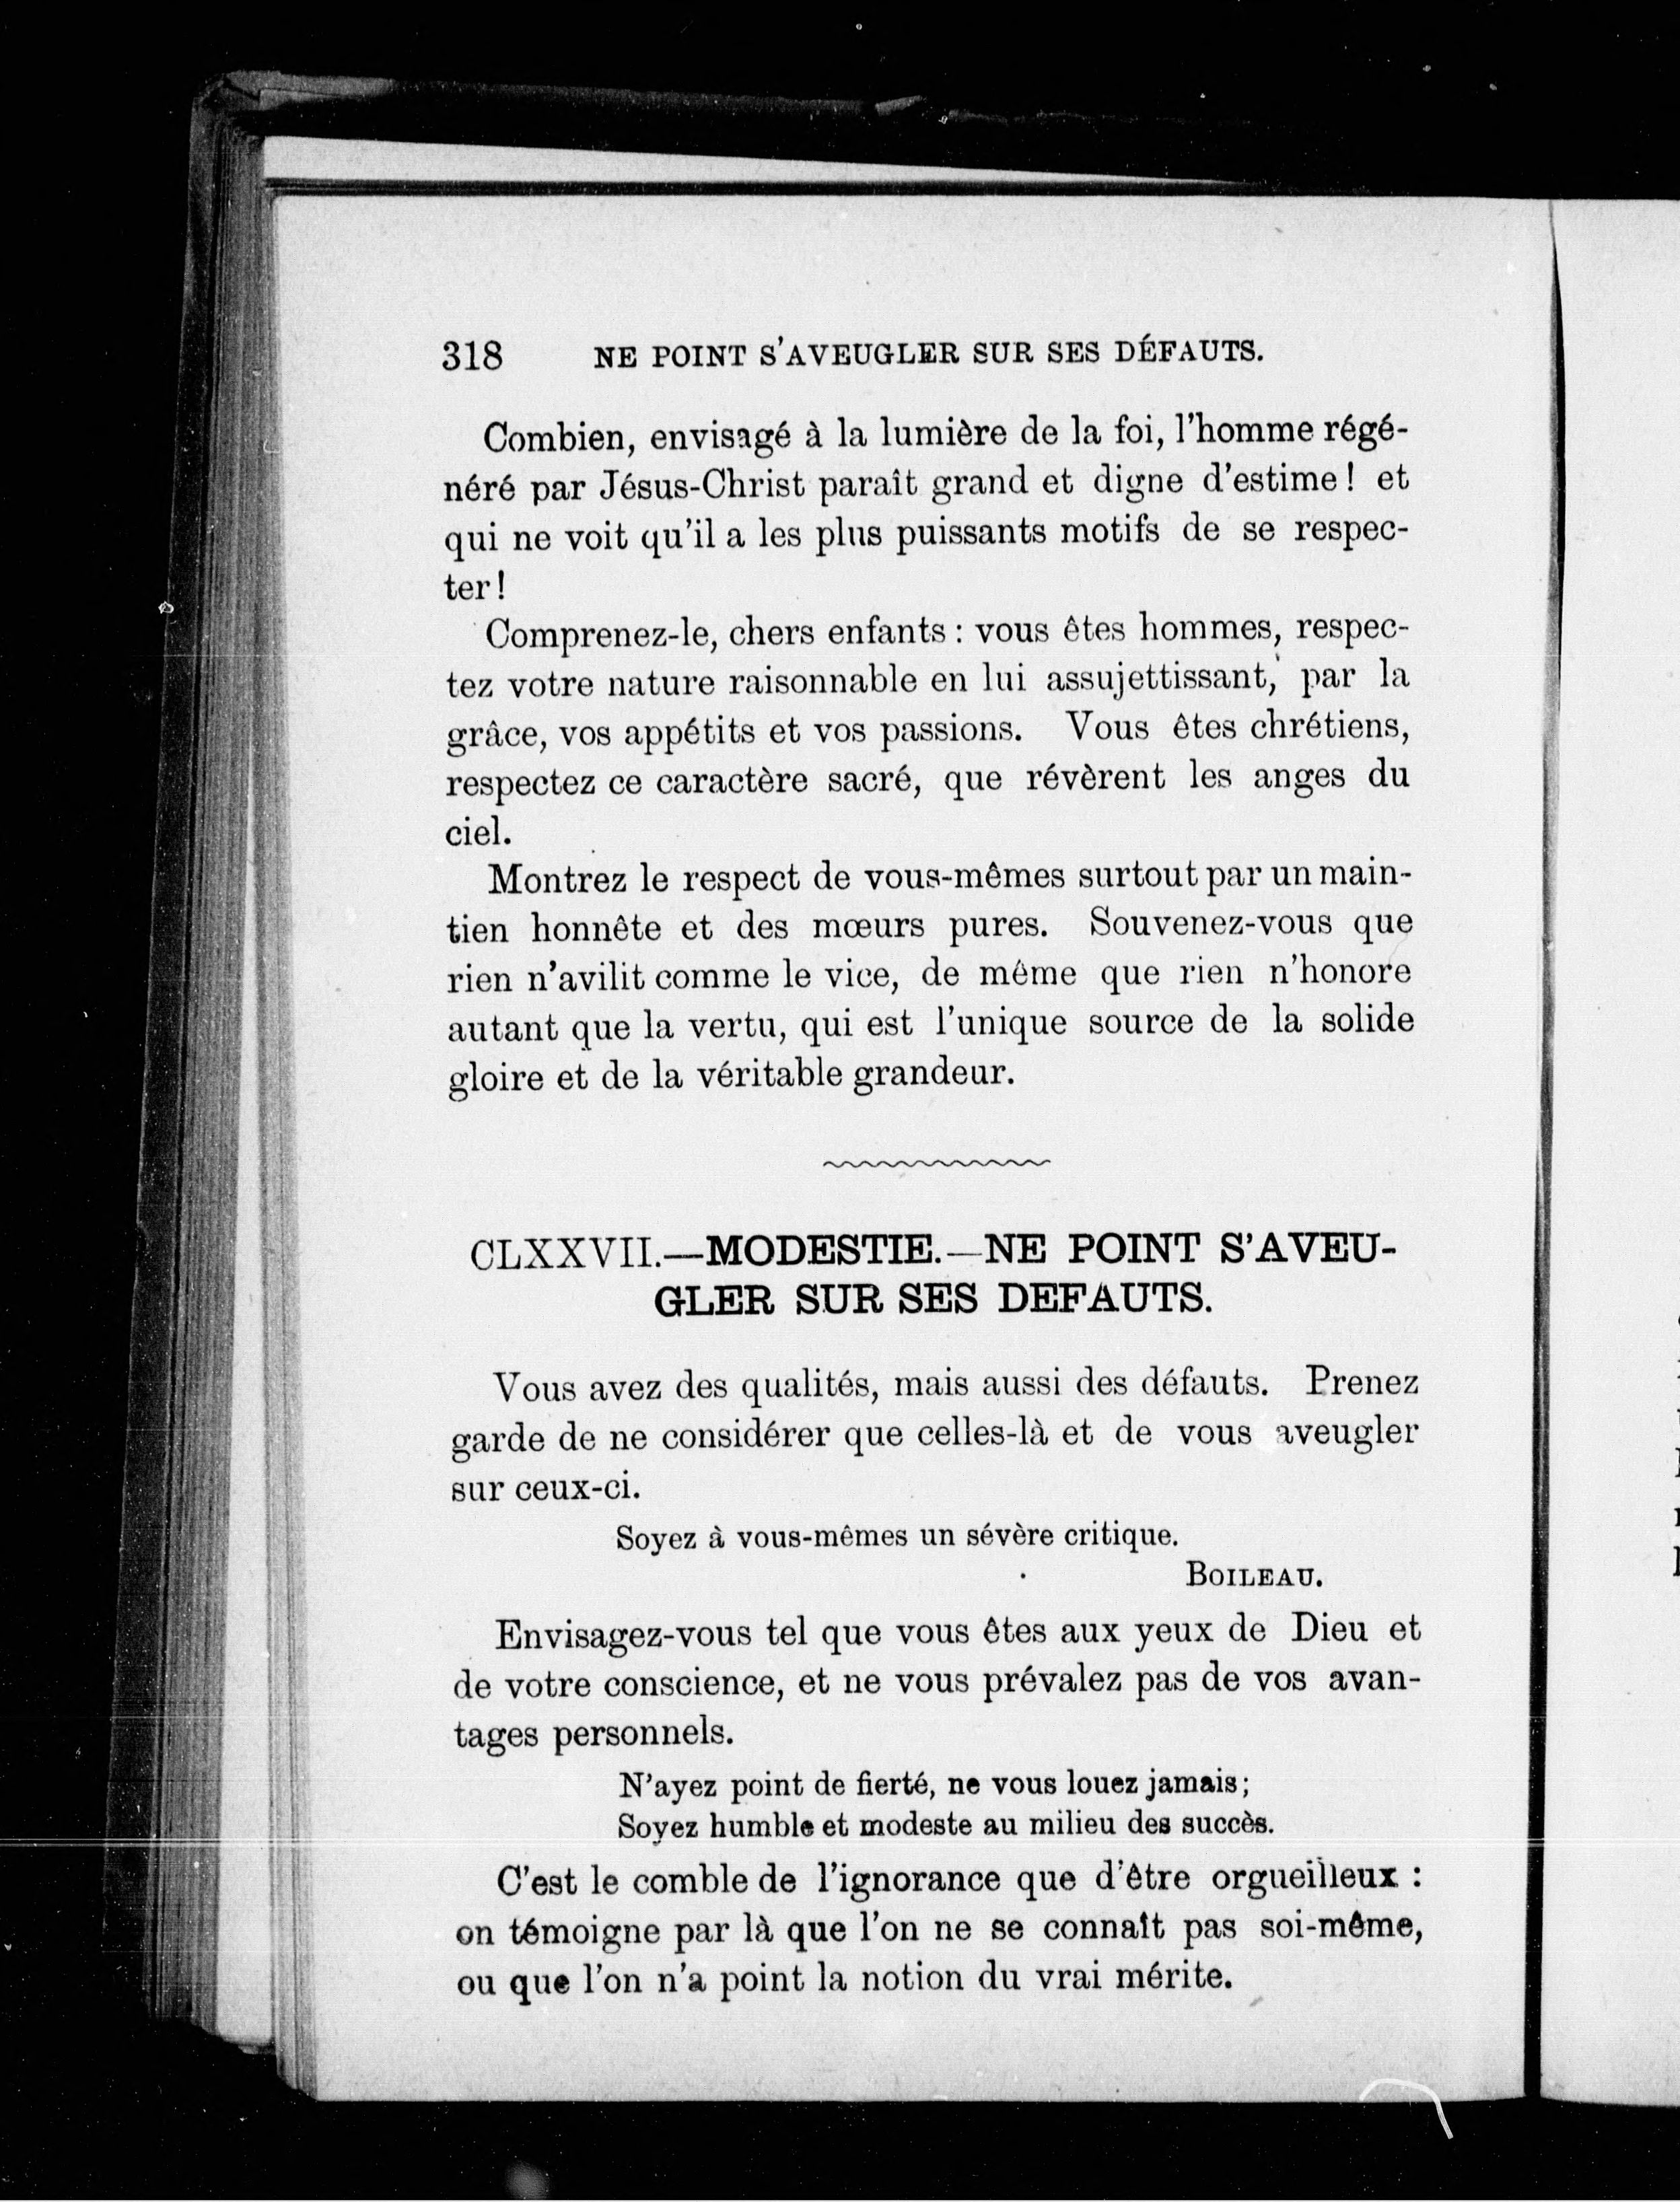 318 NE POINT S'AVEUGLER SUR SES DÉFAUTS.
Combien, envisagé à la lumière de la foi, l'homme régé-
néré par Jésus-Christ paraît grand et digne d'estime! et
qui ne voit qu'il a les plus puissants motifs de se respec-
ter!
Comprenez-le, chers enfants : vous êtes hommes, respec-
tez votre nature raisonnable en lui assujettissant, par la
grâce, vos appétits et vos passions. Vous êtes chrétiens,
respectez ce caractère sacré, que révèrent les anges du
ciel.
Montrez le respect de vous-mêmes surtout par un main-
tien honnête et des mœurs pures. Souvenez-vous que
rien n'avilit comme le vice, de même que rien n'honore
autant que la vertu, qui est l'unique source de la solide
gloire et de la véritable grandeur.
CLXXVII.—MODESTIE.—NE POINT S'AVEU-
GLER SUR SES DEFAUTS.
Vous avez des qualités, mais aussi des défauts. Prenez
garde de ne considérer que celles-là et de vous aveugler
sur ceux-ci.
Soyez à vous-mêmes un sévère critique.
BOILEAU.
Envisagez-vous tel que vous êtes aux yeux de Dieu et
de votre conscience, et ne vous prévalez pas de vos avan-
tages personnels.
N'ayez point de fierté, ne vous louez jamais;
Soyez humble et modeste au milieu des succès.
C'est le comble de l'ignorance que d'être orgueilleux :
on témoigne par là que l'on ne se connaît pas soi-même,
ou que l'on n'a point la notion du vrai mérite.